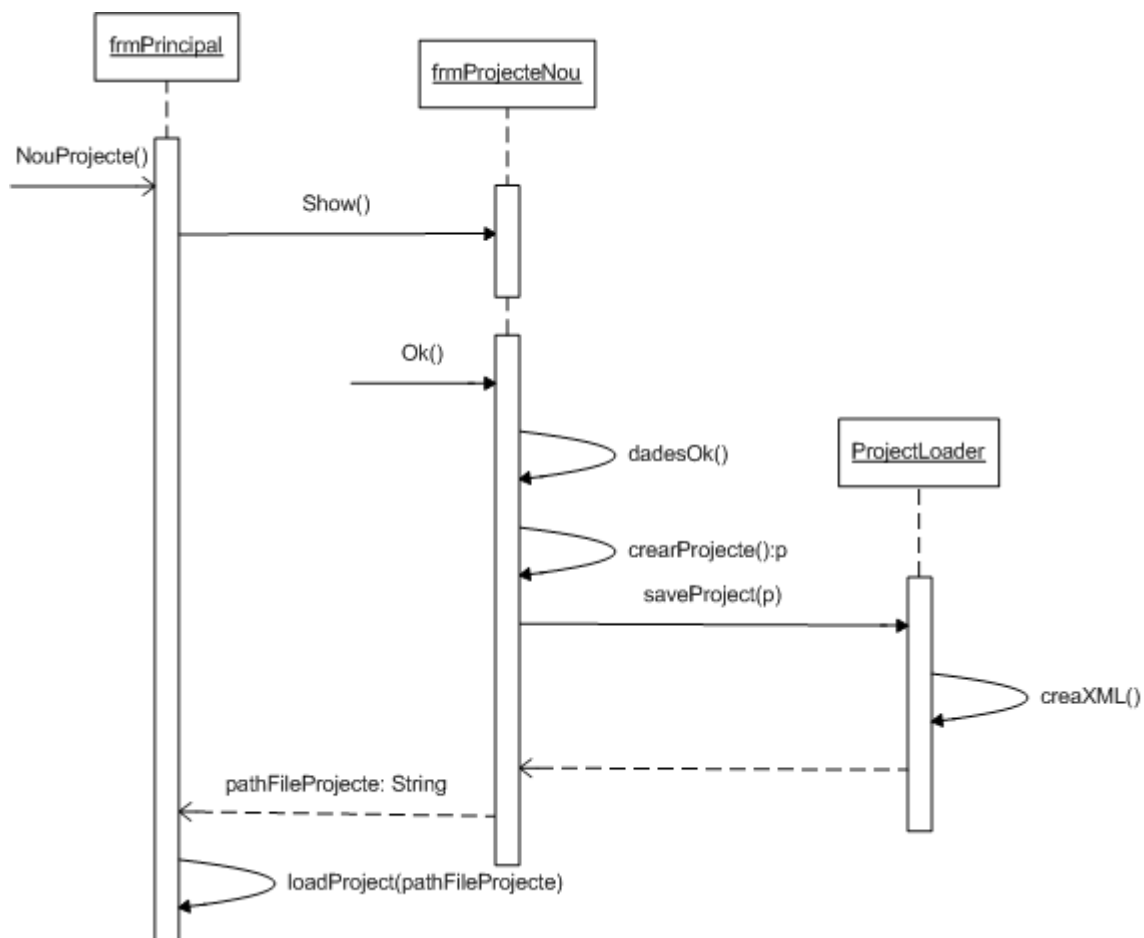 frmPrincipal
frmProjecteNou
NouProjecte()
Show()
Ok()
dadesOk()
ProjectLoader
crearProjecte():p
saveProject(p)
creaXML()
pathFileProjecte: String
loadProject(pathFileProjecte)